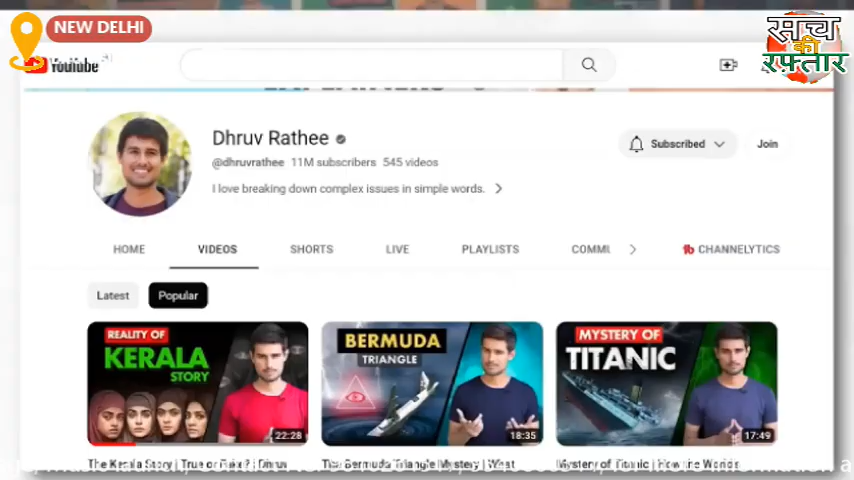 NEW DELHI
सच
की
रफ़्तार
YouTube
Dhruv Rathee
@dhruvrathee 11M subscribers 545 videos
I love breaking down complex issues in simple words.
Subscribed
Join
HOME VIDEOS SHORTS LIVE PLAYLISTS COMMU CHANNELYTICS
Latest Popular
REALITY OF
KERALA
STORY
22:28
BERMUDA
TRIANGLE
18:35
MYSTERY OF
TITANIC
17:49
The Kerala Story True or Fake? Dhruv
The Bermuda Triangle Mystery What
Mystery of Titanic How the Worlds